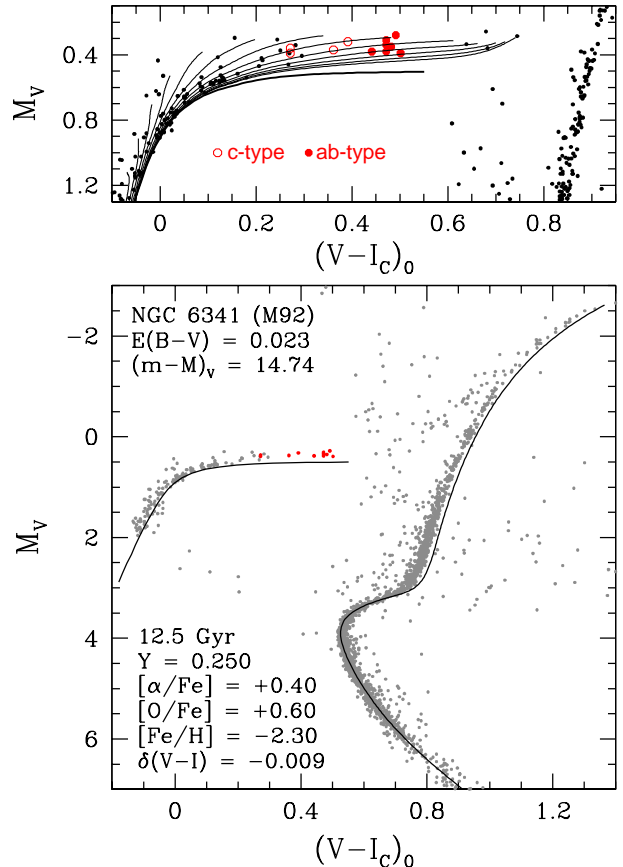 0.4
0.8
1.2
M_V
c-type ab-type
0 0.2 0.4 0.6 0.8
(V−I_C)_0
NGC 6341 (M92)
E(B−V) = 0.023
(m−M)_V = 14.74
−2
0
2
4
6
M_V
12.5 Gyr
Y = 0.250
[α/Fe] = +0.40
[O/Fe] = +0.60
[Fe/H] = −2.30
δ(V−I) = −0.009
0 0.4 0.8 1.2
(V−I_C)_0